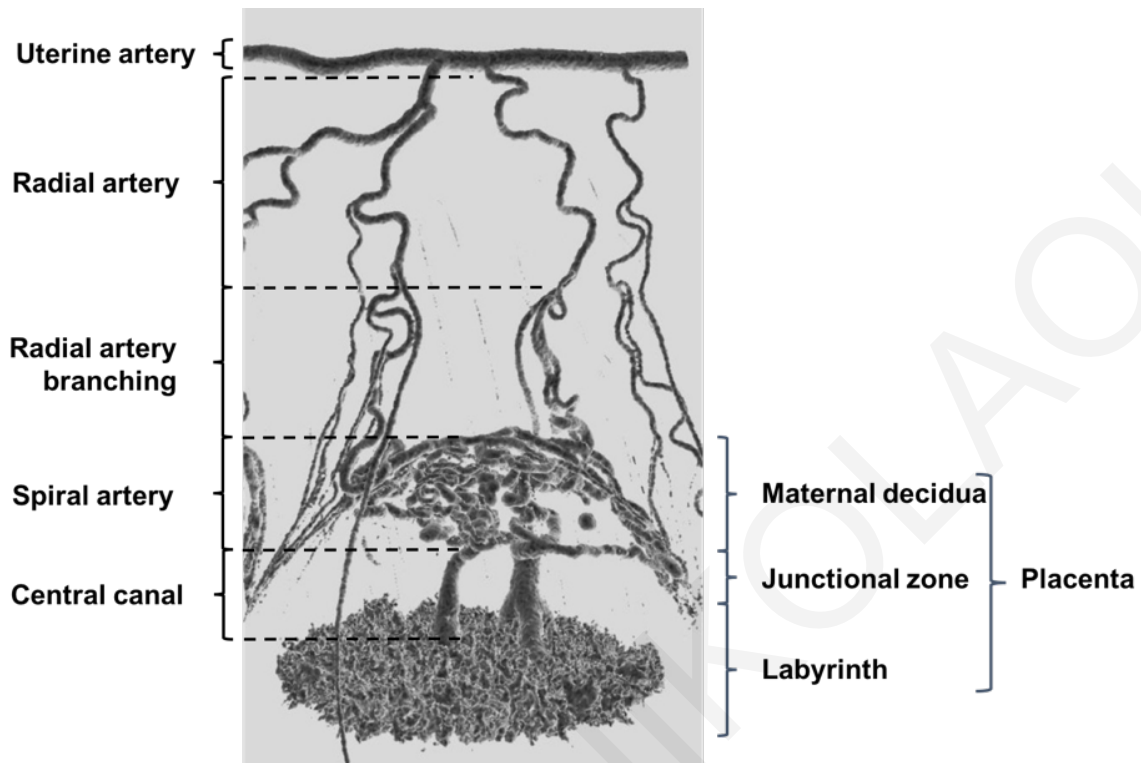 Uterine artery
Radial artery
Radial artery
branching
Spiral artery
Central canal
Maternal decidua
Junctional zone
Placenta
Labyrinth